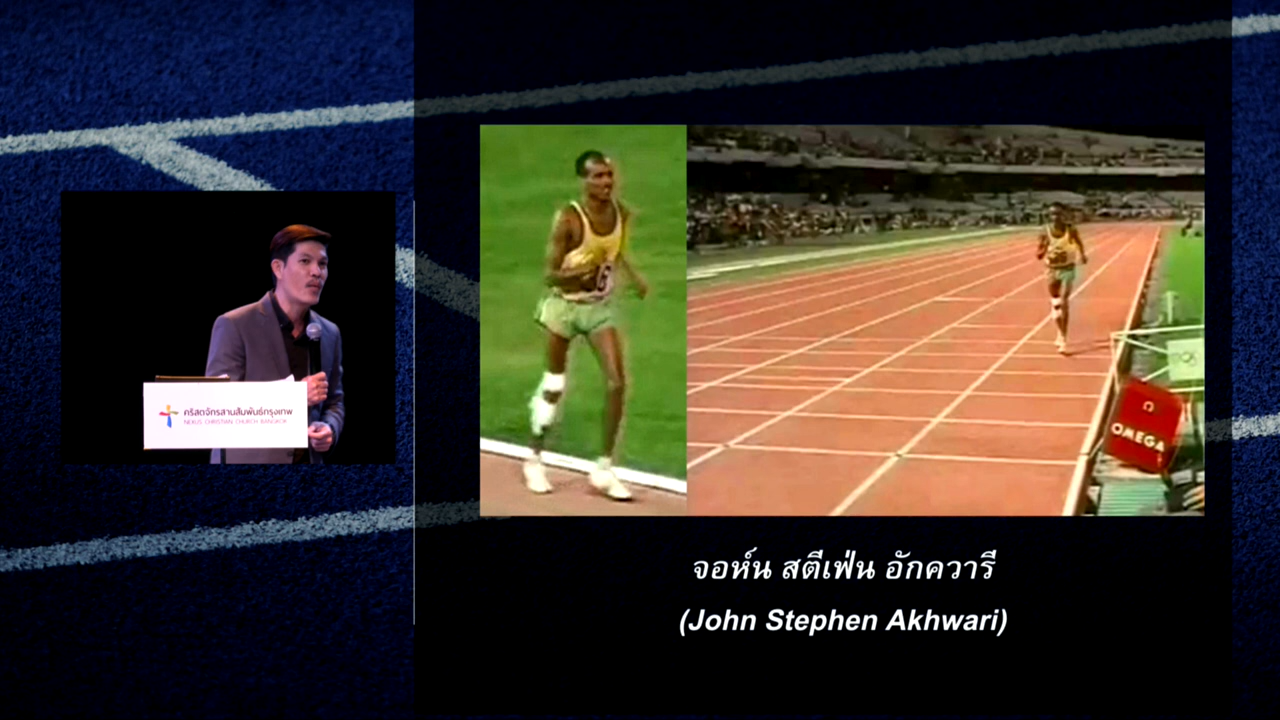 คริสตจักรสานสัมพันธ์กรุงเทพ
NEXUS CHRISTIAN CHURCH BANGKOK
Ω
OMEGA
จอห์น สตีเฟ่น อักควารี
(John Stephen Akhwari)